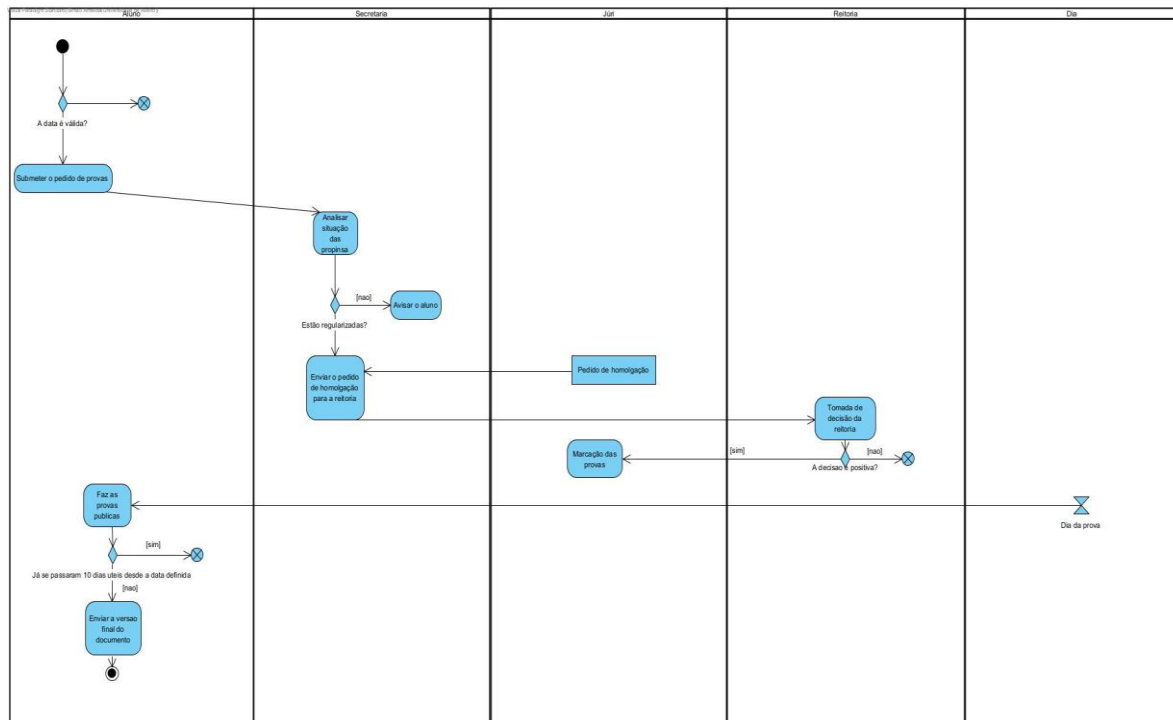 Aluno
Secretaria
Júri
Reitoria
Dia
A data é válida?
Submeter o pedido de provas
Analisar
situação
das
propinsa
[nao]
Avisar o aluno
Estão regularizadas?
Enviar o pedido
de homolgação
para a reitoria
Pedido de homolgação
Tomada de
decisão da
reitoria
[sim]
[nao]
A decisao é positiva?
Marcação das
provas
Faz as
provas
publicas
Dia da prova
[sim]
Já se passaram 10 dias uteis desde a data definida
[nao]
Enviar a versao
final do
documento